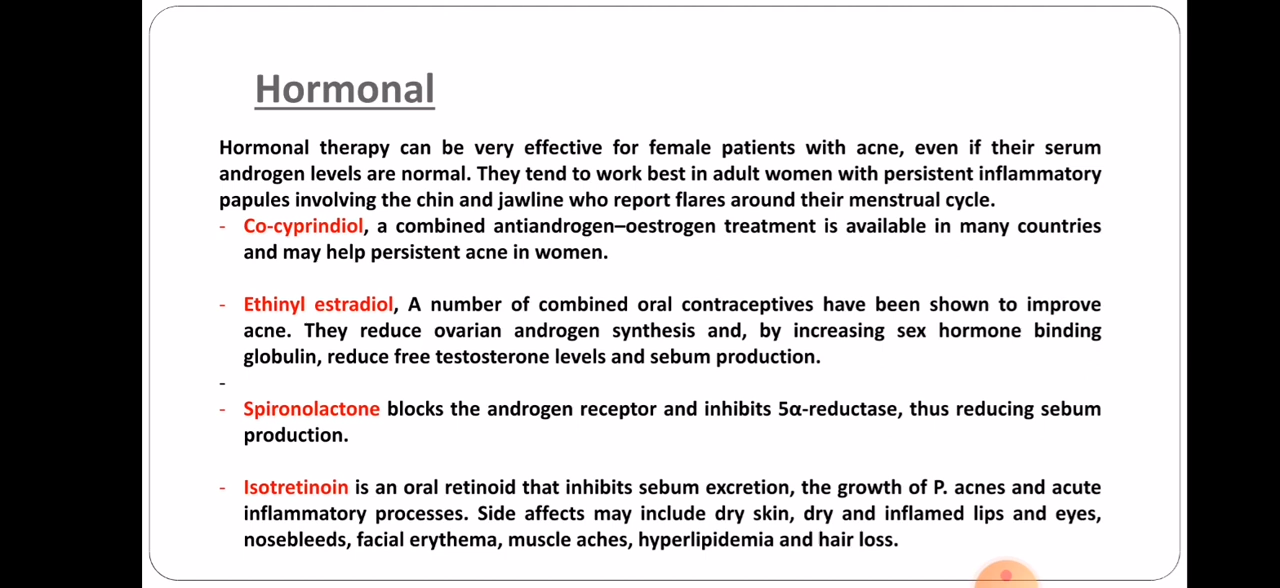 Hormonal
Hormonal therapy can be very effective for female patients with acne, even if their serum
androgen levels are normal. They tend to work best in adult women with persistent inflammatory
papules involving the chin and jawline who report flares around their menstrual cycle.
- Co-cyprindiol, a combined antiandrogen–oestrogen treatment is available in many countries
and may help persistent acne in women.
- Ethinyl estradiol, A number of combined oral contraceptives have been shown to improve
acne. They reduce ovarian androgen synthesis and, by increasing sex hormone binding
globulin, reduce free testosterone levels and sebum production.
-
- Spironolactone blocks the androgen receptor and inhibits 5α-reductase, thus reducing sebum
production.
- Isotretinoin is an oral retinoid that inhibits sebum excretion, the growth of P. acnes and acute
inflammatory processes. Side affects may include dry skin, dry and inflamed lips and eyes,
nosebleeds, facial erythema, muscle aches, hyperlipidemia and hair loss.